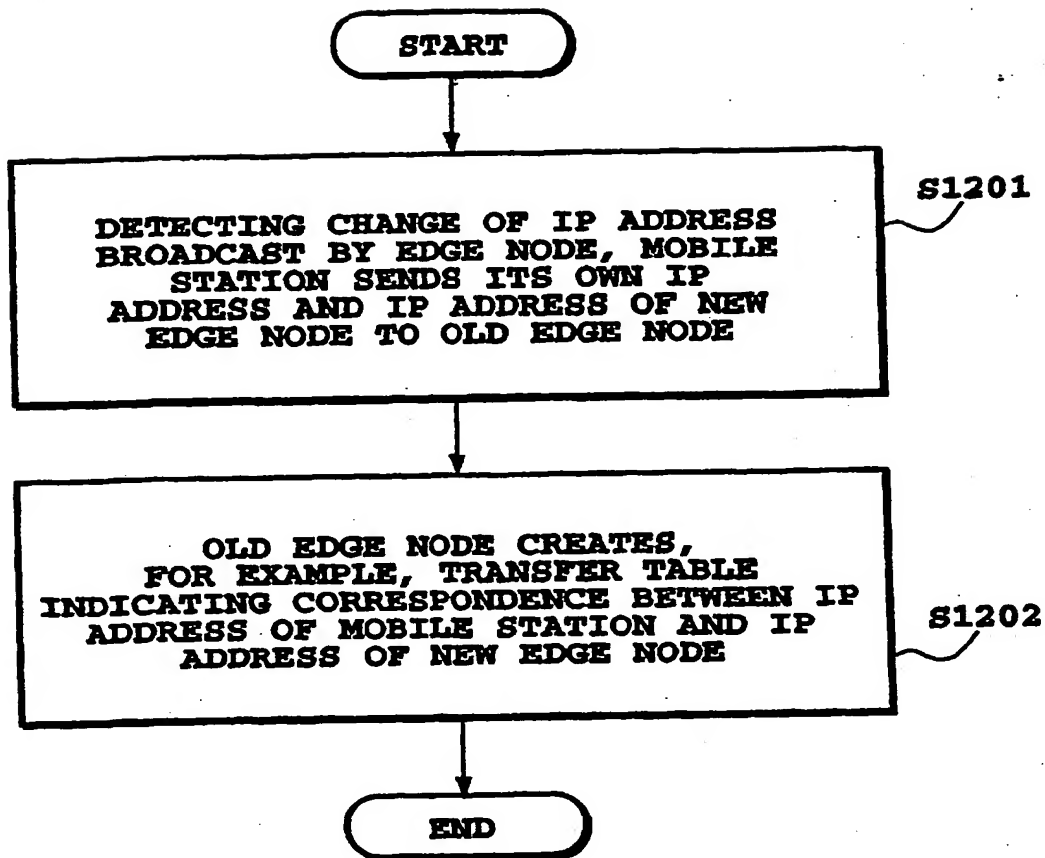 START
DETECTING CHANGE OF IP ADDRESS
BROADCAST BY EDGE NODE, MOBILE
STATION SENDS ITS OWN IP
ADDRESS AND IP ADDRESS OF NEW
EDGE NODE TO OLD EDGE NODE
S1201
OLD EDGE NODE CREATES,
FOR EXAMPLE, TRANSFER TABLE
INDICATING CORRESPONDENCE BETWEEN IP
ADDRESS OF MOBILE STATION AND IP
ADDRESS OF NEW EDGE NODE
S1202
END